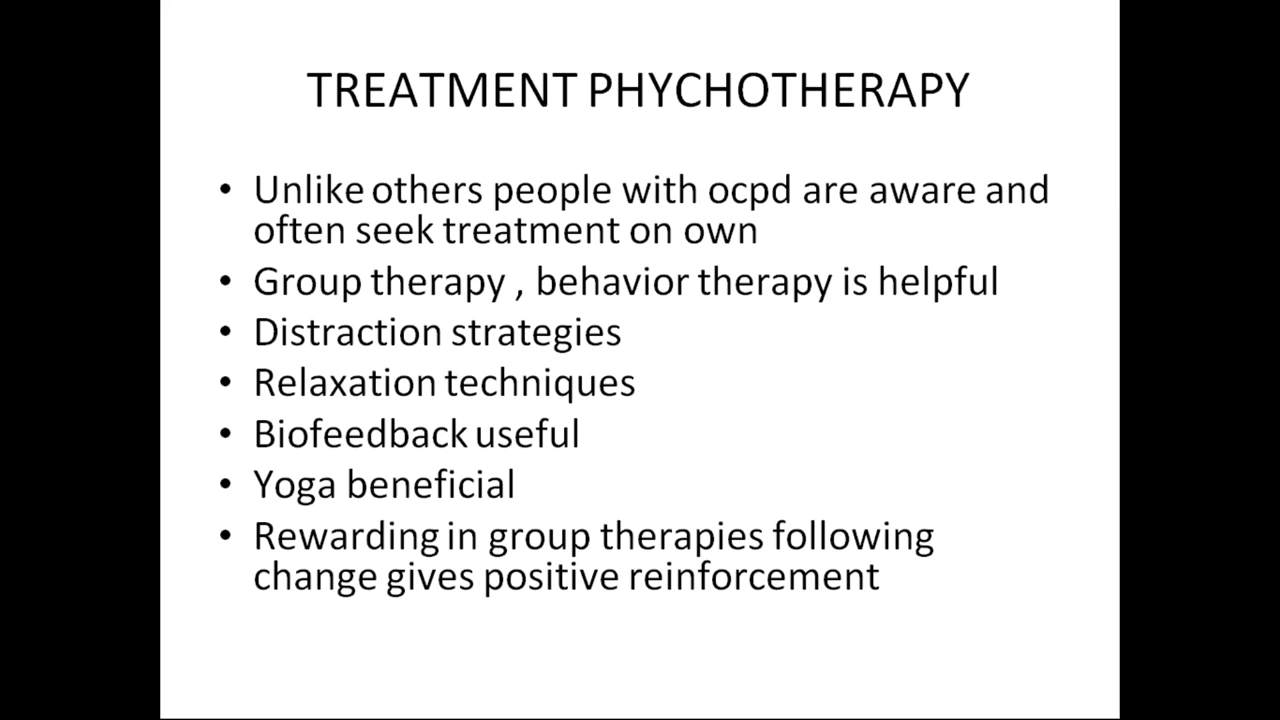 TREATMENT PHYCHOTHERAPY
• Unlike others people with ocpd are aware and
often seek treatment on own
• Group therapy , behavior therapy is helpful
• Distraction strategies
• Relaxation techniques
• Biofeedback useful
• Yoga beneficial
• Rewarding in group therapies following
change gives positive reinforcement